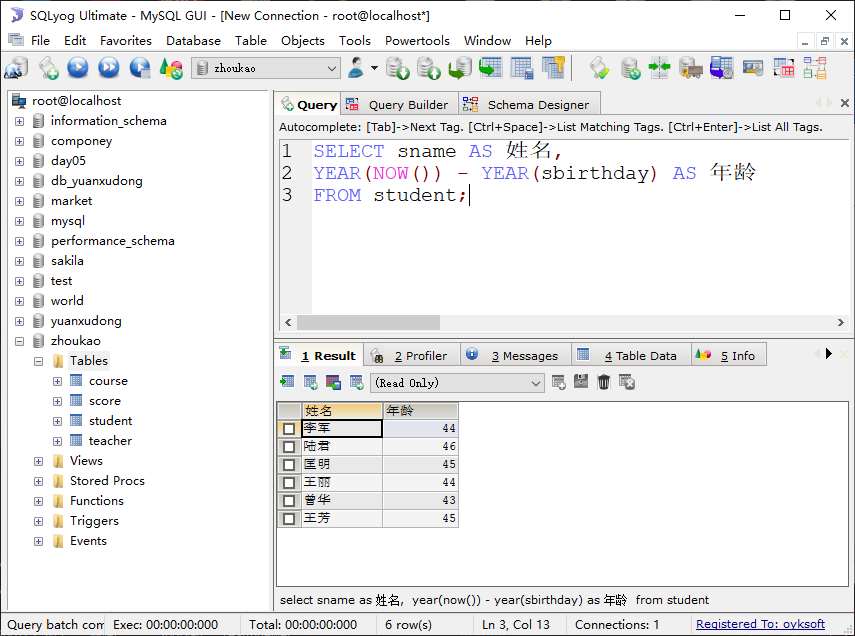 SQLyog Ultimate - MySQL GUI - [New Connection - root@localhost*]
File Edit Favorites Database Table Objects Tools Powertools Window Help
zhoukao
root@localhost
information_schema
componey
day05
db_yuanxudong
market
mysql
performance_schema
sakila
test
world
yuanxudong
zhoukao
Tables
course
score
student
teacher
Views
Stored Procs
Functions
Triggers
Events
Query Query Builder Schema Designer
Autocomplete: [Tab]->Next Tag. [Ctrl+Space]->List Matching Tags. [Ctrl+Enter]->List All Tags.
1 SELECT sname AS 姓名,
2 YEAR(NOW()) - YEAR(sbirthday) AS 年龄
3 FROM student;
1 Result 2 Profiler 3 Messages 4 Table Data 5 Info
(Read Only)
姓名 年龄
李军 44
陆君 46
匡明 45
王丽 44
曾华 43
王芳 45
select sname as 姓名, year(now()) - year(sbirthday) as 年龄 from student
Query batch com Exec: 00:00:00:000 Total: 00:00:00:000 6 row(s) Ln 3, Col 13 Connections: 1 Registered To: oyksoft